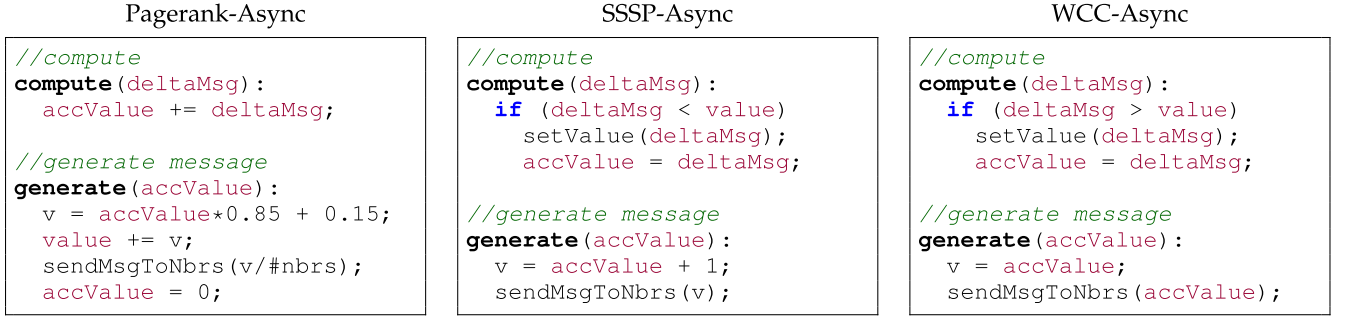 Pagerank-Async
//compute
compute(deltaMsg):
  accValue += deltaMsg;

//generate message
generate(accValue):
  v = accValue*0.85 + 0.15;
  value += v;
  sendMsgToNbrs(v/#nbrs);
  accValue = 0;

SSSP-Async
//compute
compute(deltaMsg):
  if (deltaMsg < value)
    setValue(deltaMsg);
    accValue = deltaMsg;

//generate message
generate(accValue):
  v = accValue + 1;
  sendMsgToNbrs(v);

WCC-Async
//compute
compute(deltaMsg):
  if (deltaMsg > value)
    setValue(deltaMsg);
    accValue = deltaMsg;

//generate message
generate(accValue):
  v = accValue;
  sendMsgToNbrs(accValue);